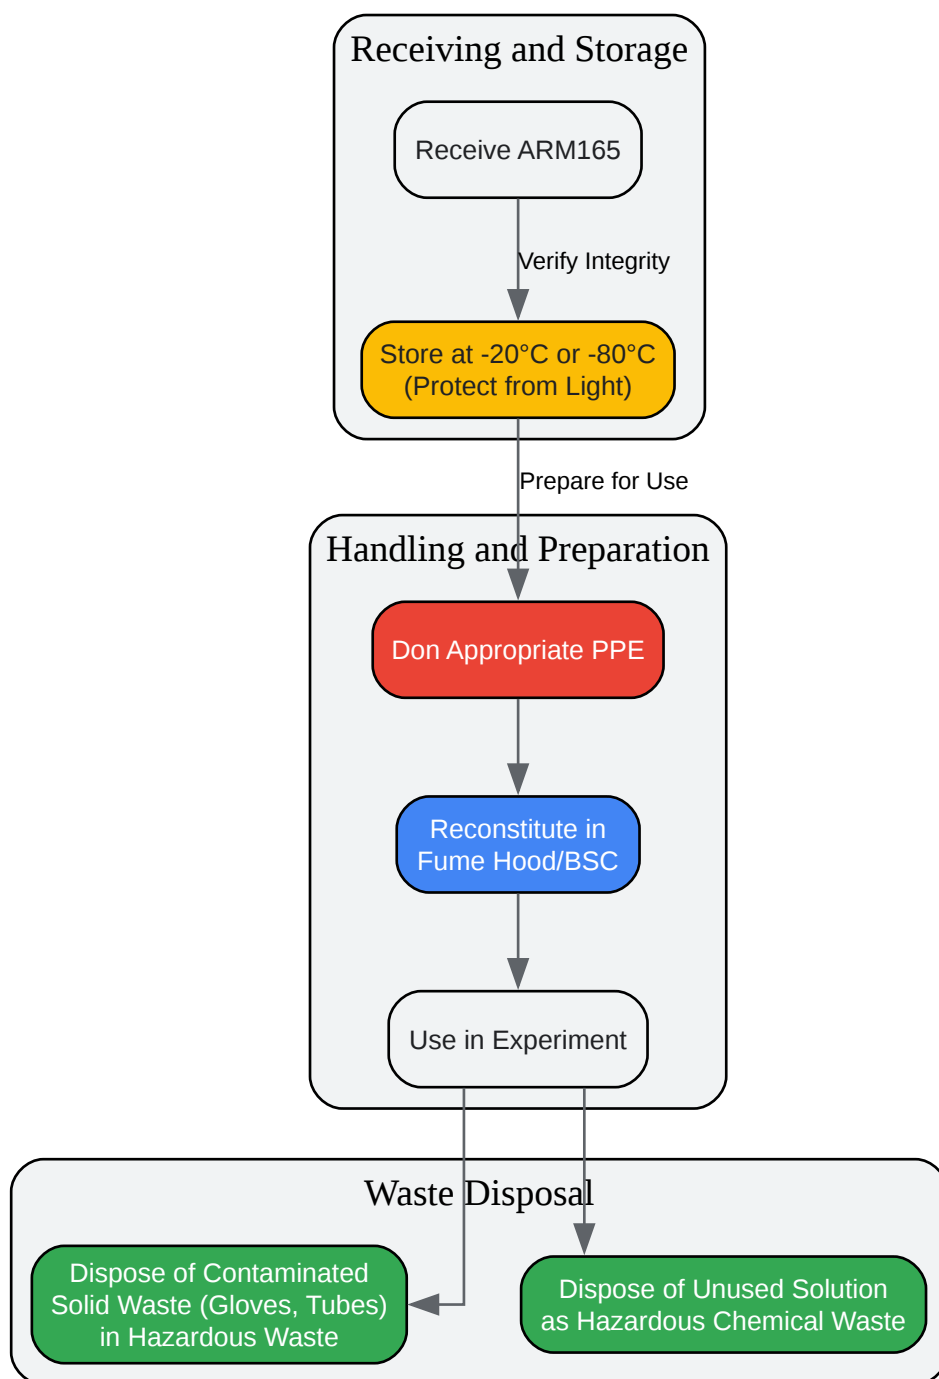 Receiving and Storage
Receive ARM165
Verify Integrity
Store at -20°C or -80°C
(Protect from Light)
Prepare for Use
Handling and Preparation
Don Appropriate PPE
Reconstitute in
Fume Hood/BSC
Use in Experiment
Waste Disposal
Dispose of Contaminated
Solid Waste (Gloves, Tubes)
in Hazardous Waste
Dispose of Unused Solution
as Hazardous Chemical Waste